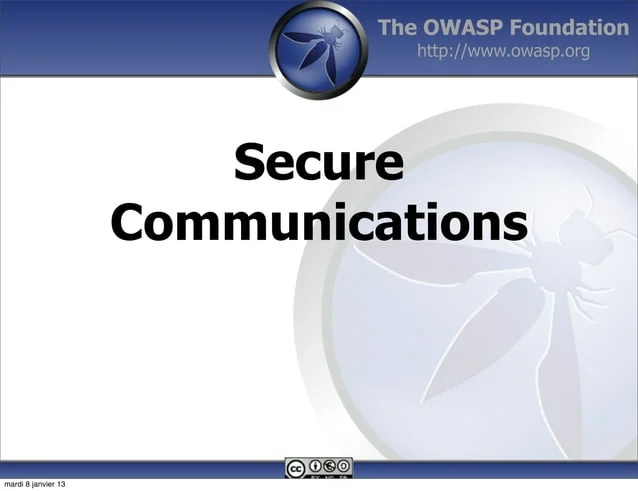 The OWASP Foundation
http://www.owasp.org
Secure
Communications
mardi 8 janvier 13